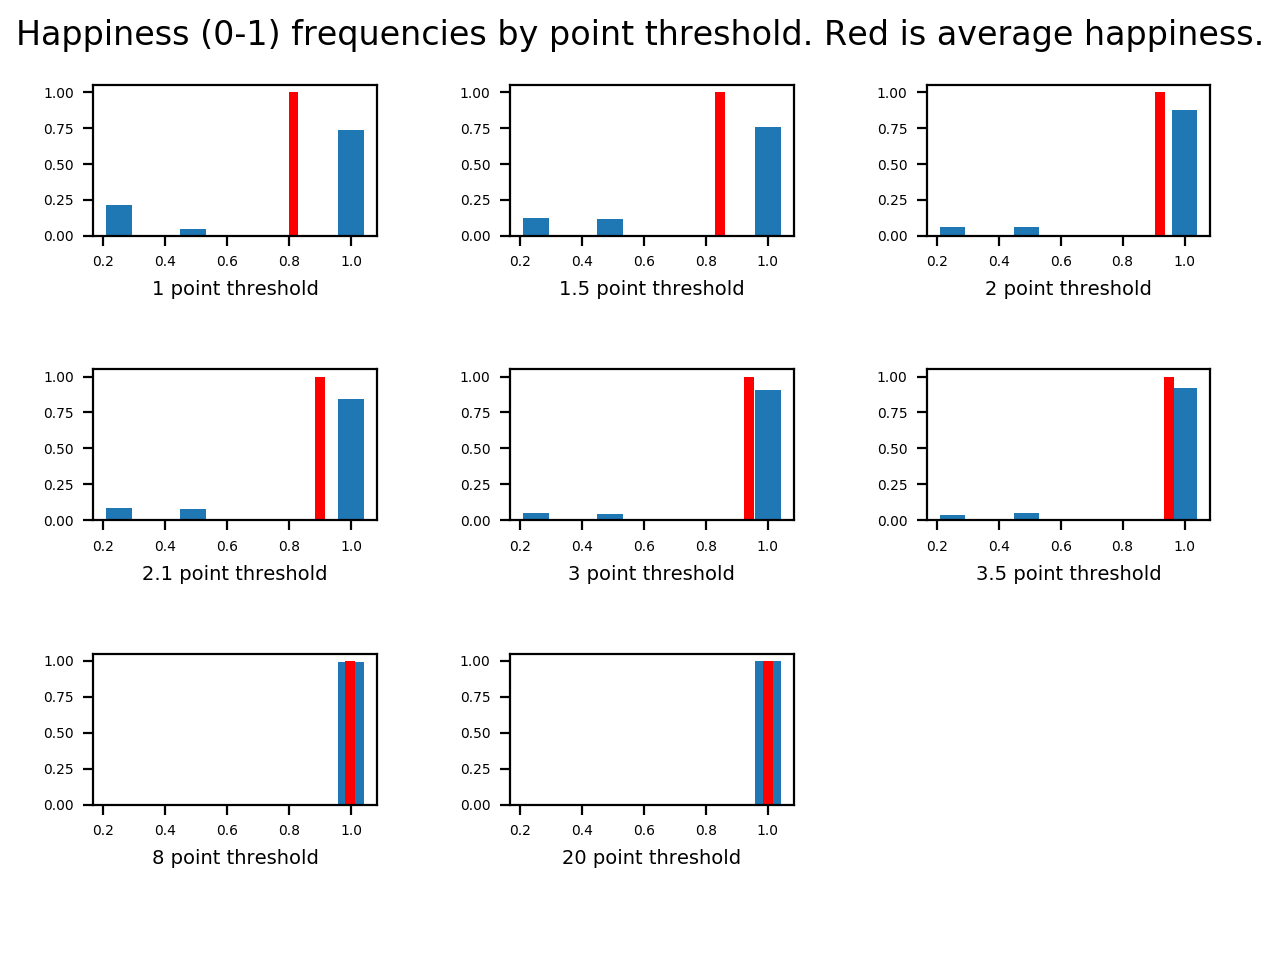 Happiness (0-1) frequencies by point threshold. Red is average happiness.
1.00 0.75 0.50 0.25 0.00
0.2 0.4 0.6 0.8 1.0
1 point threshold
1.00 0.75 0.50 0.25 0.00
0.2 0.4 0.6 0.8 1.0
1.5 point threshold
1.00 0.75 0.50 0.25 0.00
0.2 0.4 0.6 0.8 1.0
2 point threshold
1.00 0.75 0.50 0.25 0.00
0.2 0.4 0.6 0.8 1.0
2.1 point threshold
1.00 0.75 0.50 0.25 0.00
0.2 0.4 0.6 0.8 1.0
3 point threshold
1.00 0.75 0.50 0.25 0.00
0.2 0.4 0.6 0.8 1.0
3.5 point threshold
1.00 0.75 0.50 0.25 0.00
0.2 0.4 0.6 0.8 1.0
8 point threshold
1.00 0.75 0.50 0.25 0.00
0.2 0.4 0.6 0.8 1.0
20 point threshold